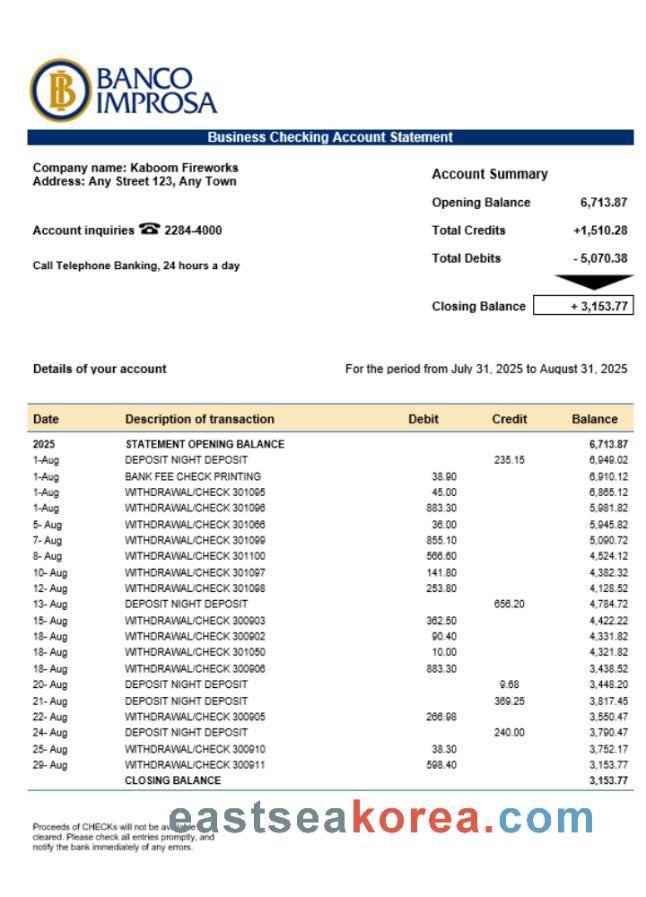 BANCO
IMPROSA
Business Checking Account Statement
Company name: Kaboom Fireworks
Address: Any Street 123, Any Town
Account inquiries ☎ 2284-4000
Call Telephone Banking, 24 hours a day
Account Summary
Opening Balance 6,713.87
Total Credits +1,510.28
Total Debits - 5,070.38
Closing Balance + 3,153.77
Details of your account For the period from July 31, 2025 to August 31, 2025
Date Description of transaction Debit Credit Balance
2025 STATEMENT OPENING BALANCE 6,713.87
1-Aug DEPOSIT NIGHT DEPOSIT 235.15 6,949.02
1-Aug BANK FEE CHECK PRINTING 38.90 6,910.12
1-Aug WITHDRAWAL/CHECK 301095 45.00 6,865.12
1-Aug WITHDRAWAL/CHECK 301096 883.30 5,981.82
5- Aug WITHDRAWAL/CHECK 301066 36.00 5,945.82
7- Aug WITHDRAWAL/CHECK 301099 855.10 5,090.72
8- Aug WITHDRAWAL/CHECK 301100 566.60 4,524.12
10- Aug WITHDRAWAL/CHECK 301097 141.80 4,382.32
12- Aug WITHDRAWAL/CHECK 301098 253.80 4,128.52
13- Aug DEPOSIT NIGHT DEPOSIT 656.20 4,784.72
15- Aug WITHDRAWAL/CHECK 300903 362.50 4,422.22
18- Aug WITHDRAWAL/CHECK 300902 90.40 4,331.82
18- Aug WITHDRAWAL/CHECK 301050 10.00 4,321.82
18- Aug WITHDRAWAL/CHECK 300906 883.30 3,438.52
20- Aug DEPOSIT NIGHT DEPOSIT 9.68 3,448.20
21- Aug DEPOSIT NIGHT DEPOSIT 369.25 3,817.45
22- Aug WITHDRAWAL/CHECK 300905 266.98 3,550.47
24- Aug DEPOSIT NIGHT DEPOSIT 240.00 3,790.47
25- Aug WITHDRAWAL/CHECK 300910 38.30 3,752.17
29- Aug WITHDRAWAL/CHECK 300911 598.40 3,153.77
CLOSING BALANCE 3,153.77
eastseakorea.com
Proceeds of CHECKs will not be
cleared. Please check all entries promptly, and
notify the bank immediately of any errors.